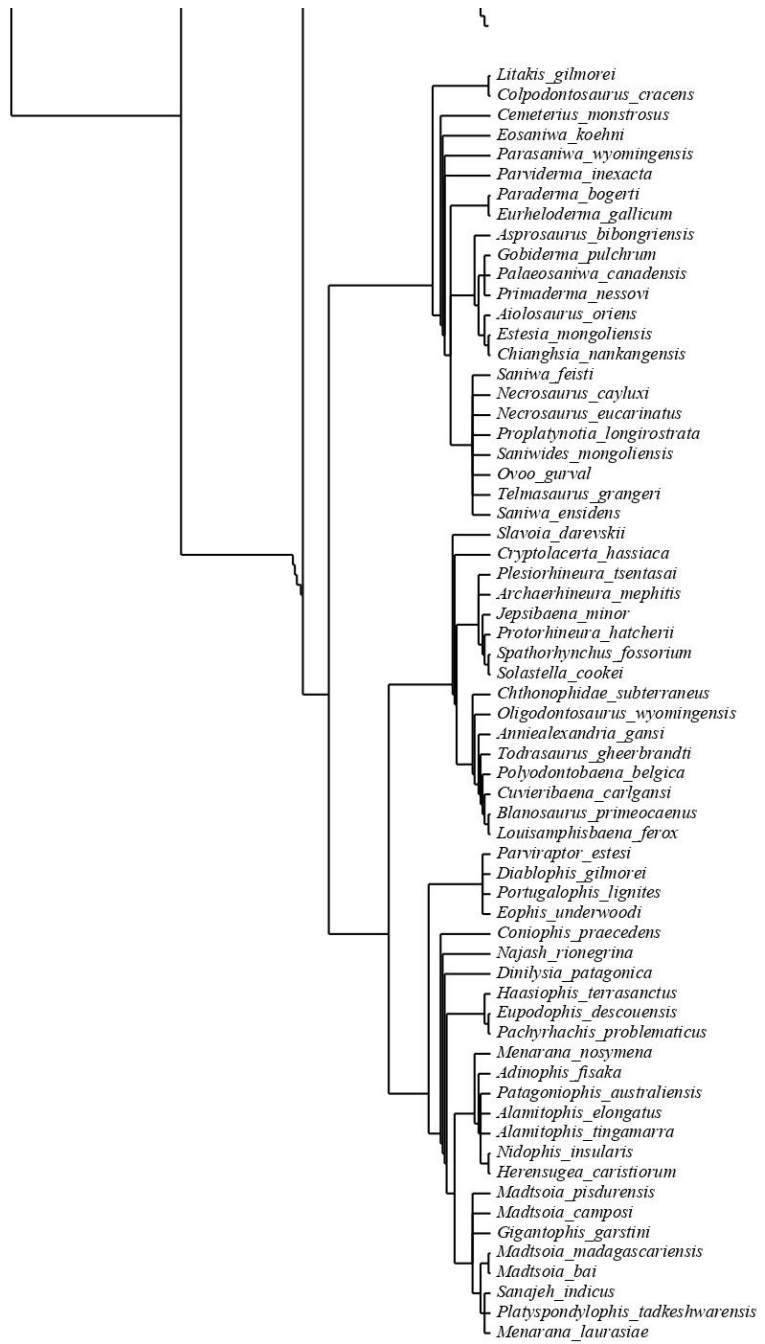 Litakis_gilmorei
Colpodontosaurus_cracens
Cemeterius_monstrosus
Eosaniwa_koehni
Parasaniwa_wyomingensis
Parviderma_inexacta
Paraderma_bogerti
Eurheloderma_gallicum
Asprosaurus_bibongriensis
Gobiderma_pulchrum
Palaeosaniwa_canadensis
Primaderma_nessovi
Aiolosaurus_oriens
Estesia_mongoliensis
Chianghsia_nankangensis
Saniwa_feisti
Necrosaurus_cayluxi
Necrosaurus_eucarinatus
Proplatynotia_longirostrata
Saniwides_mongoliensis
Ovoo_gurval
Telmasaurus_grangeri
Saniwa_ensidens
Slavoia_darevskii
Cryptolacerta_hassiaca
Plesiorhineura_tsentasai
Archaerhineura_mephitis
Jepsibaena_minor
Protorhineura_hatcherii
Spathorhynchus_fossorium
Solastella_cookei
Chthonophidae_subterraneus
Oligodontosaurus_wyomingensis
Anniealexandria_gansi
Todrasaurus_gheerbrandti
Polyodontobaena_belgica
Cuvieribaena_carlgansi
Blanosaurus_primeocaenus
Louisamphisbaena_ferox
Parviraptor_estesi
Diablophis_gilmorei
Portugalophis_lignites
Eophis_underwoodi
Coniophis_praecedens
Najash_rionegrina
Dinilysia_patagonica
Haasiophis_terrasanctus
Eupodophis_descouensis
Pachyrhachis_problematicus
Menarana_nosymena
Adinophis_fisaka
Patagoniophis_australiensis
Alamitophis_elongatus
Alamitophis_tingamarra
Nidophis_insularis
Herensugea_caristiorum
Madtsoia_pisdurensis
Madtsoia_camposi
Gigantophis_garstini
Madtsoia_madagascariensis
Madtsoia_bai
Sanajeh_indicus
Platyspondylophis_tadkeshwarensis
Menarana_laurasiae